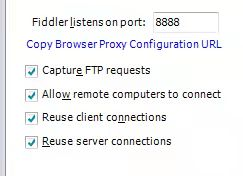 Fiddler listens on port: 8888
Copy Browser Proxy Configuration URL
Capture FTP requests
Allow remote computers to connect
Reuse client connections
Reuse server connections